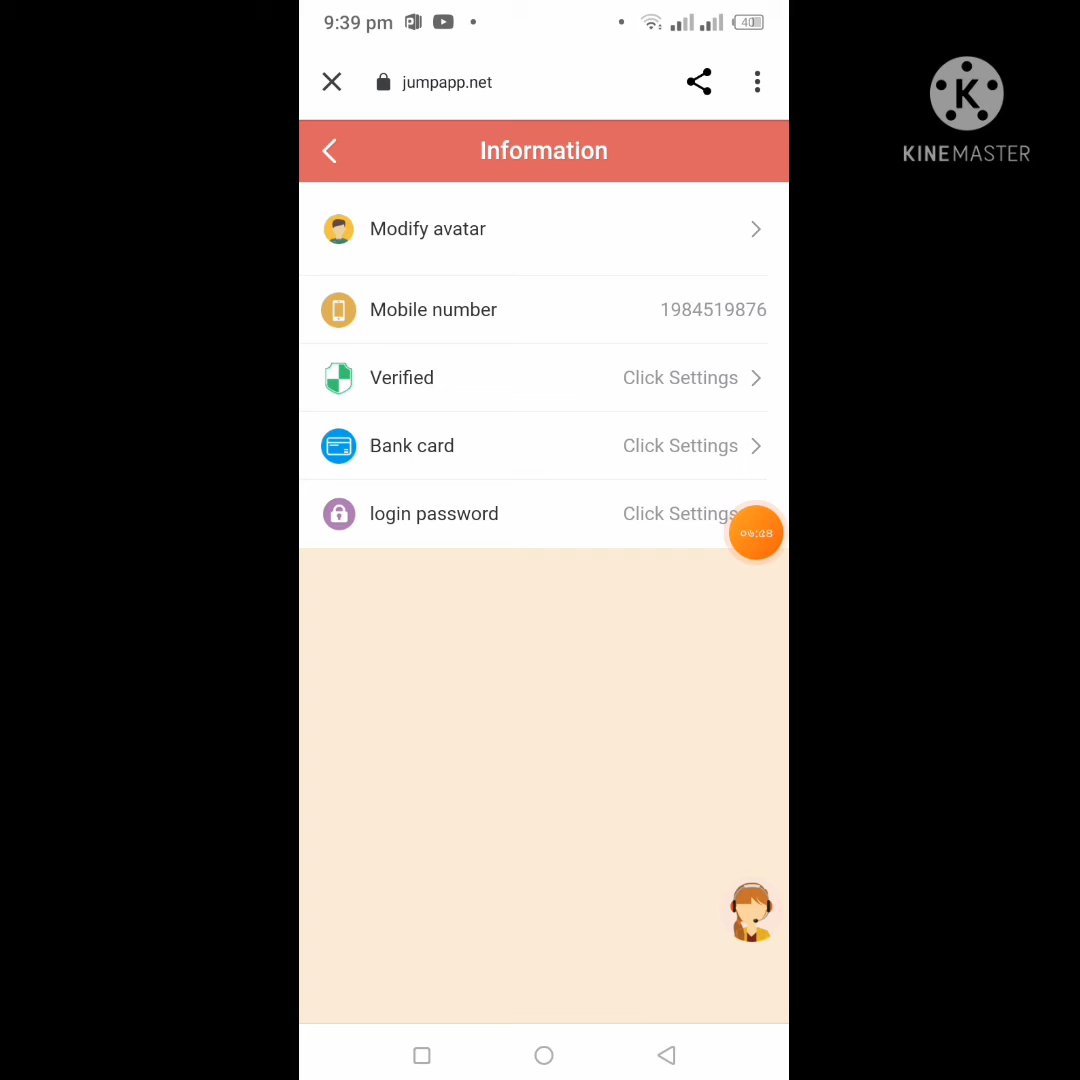 9:39 pm
40
jumpapp.net
K
KINEMASTER
Information
Modify avatar
Mobile number 1984519876
Verified Click Settings
Bank card Click Settings
login password Click Settings